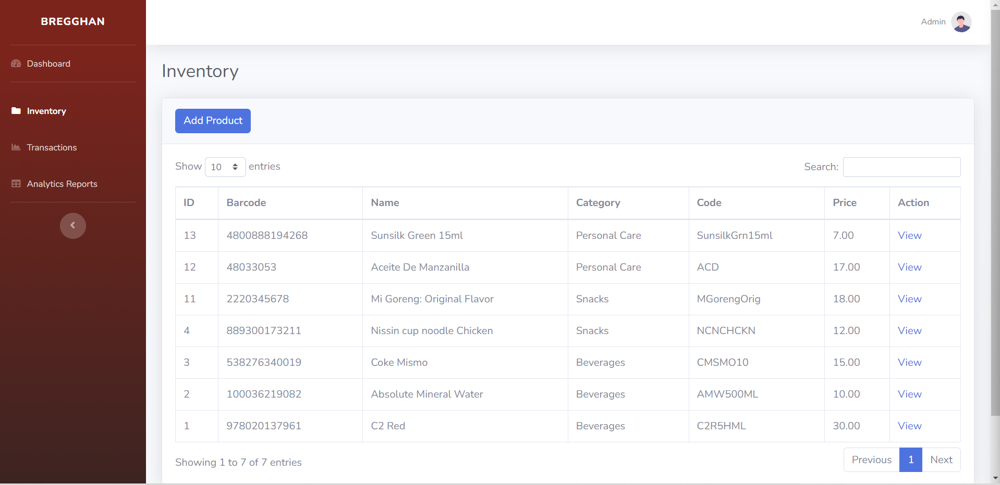 BREGGHAN
Admin
Dashboard
Inventory
Transactions
Analytics Reports
Inventory
Add Product
Show 10 entries
Search:
ID Barcode Name Category Code Price Action
13 4800888194268 Sunsilk Green 15ml Personal Care SunsilkGrn15ml 7.00 View
12 48033053 Aceite De Manzanilla Personal Care ACD 17.00 View
11 2220345678 Mi Goreng: Original Flavor Snacks MGorengOrig 18.00 View
4 889300173211 Nissin cup noodle Chicken Snacks NCNCHCKN 12.00 View
3 538276340019 Coke Mismo Beverages CMSMO10 15.00 View
2 100036219082 Absolute Mineral Water Beverages AMW500ML 10.00 View
1 978020137961 C2 Red Beverages C2R5HML 30.00 View
Showing 1 to 7 of 7 entries
Previous 1 Next